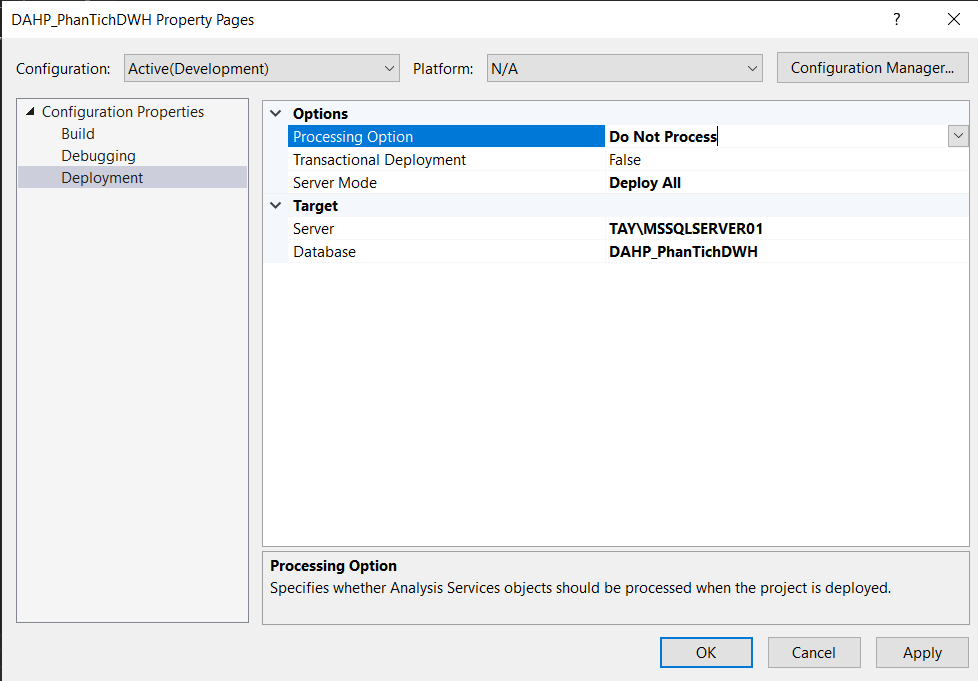 DAHP_PhanTichDWH Property Pages
?
Configuration: Active(Development) Platform: N/A Configuration Manager...
Configuration Properties
Build
Debugging
Deployment
Options
Processing Option Do Not Process
Transactional Deployment False
Server Mode Deploy All
Target
Server TAY\MSSQLSERVER01
Database DAHP_PhanTichDWH
Processing Option
Specifies whether Analysis Services objects should be processed when the project is deployed.
OK Cancel Apply